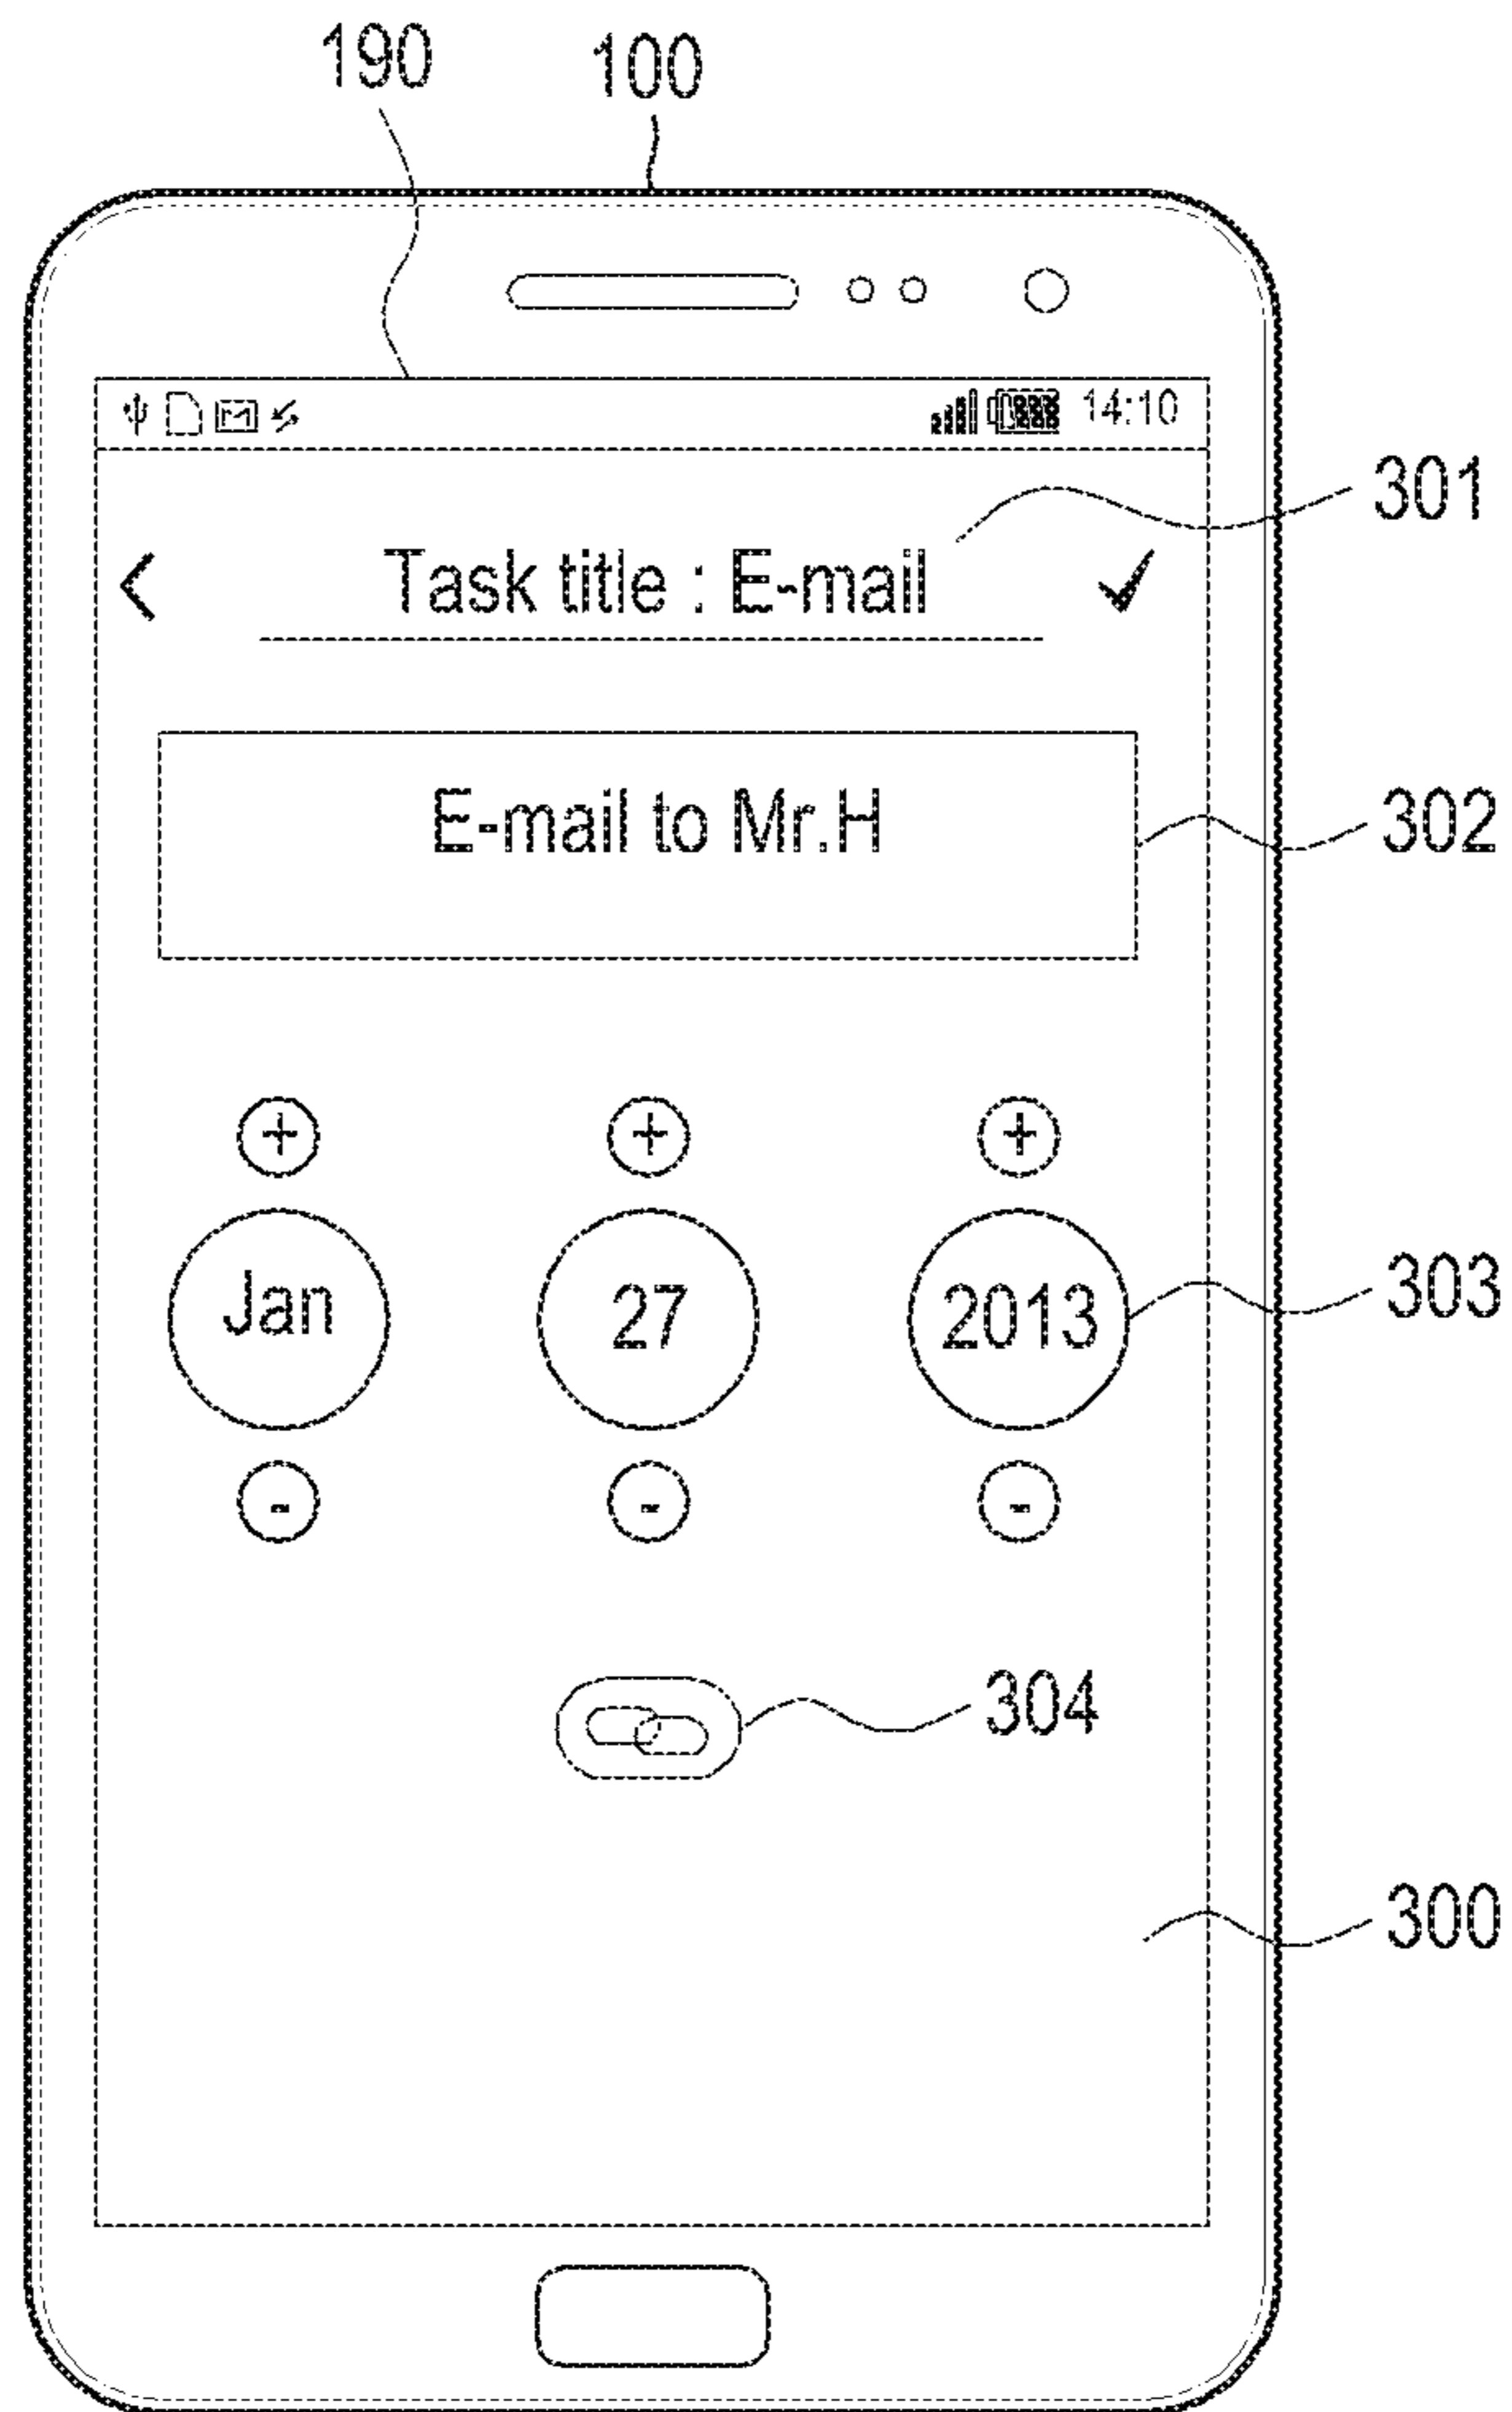 190 100
14:10
301
Task title : E-mail
E-mail to Mr.H
302
+ + +
Jan 27 2013
303
- - -
304
300